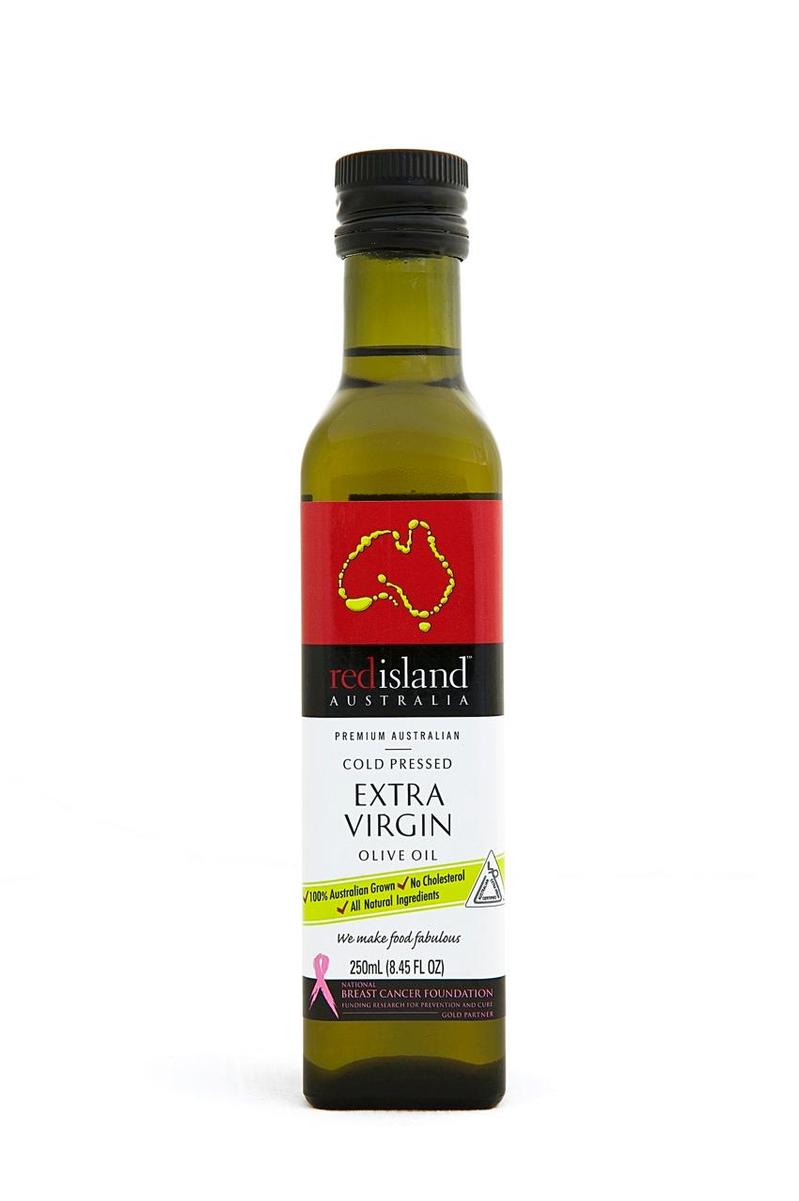 redisland™
AUSTRALIA
PREMIUM AUSTRALIAN
COLD PRESSED
EXTRA
VIRGIN
OLIVE OIL
100% Australian Grown ✓ No Cholesterol
✓ All Natural Ingredients
We make food fabulous
250mL (8.45 FL OZ)
NATIONAL
BREAST CANCER FOUNDATION
FUNDING RESEARCH FOR PREVENTION AND CURE
GOLD PARTNER